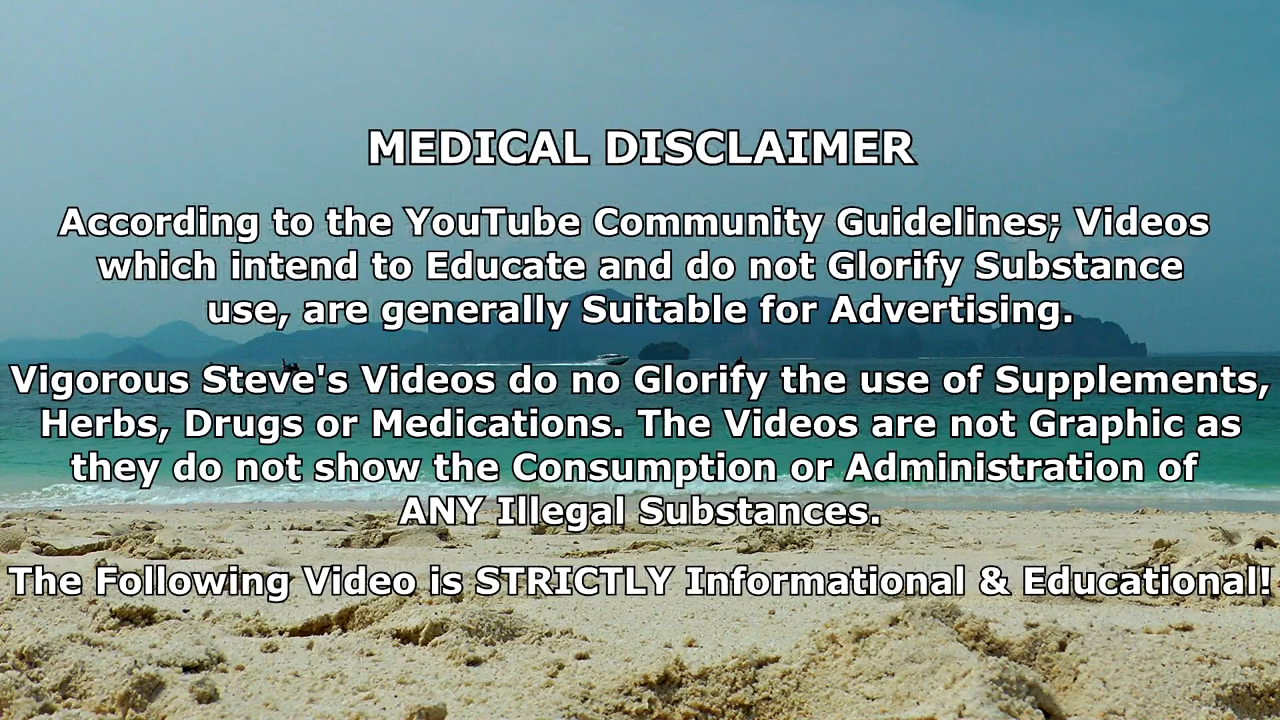 MEDICAL DISCLAIMER
According to the YouTube Community Guidelines; Videos
which intend to Educate and do not Glorify Substance
use, are generally Suitable for Advertising.
Vigorous Steve's Videos do no Glorify the use of Supplements,
Herbs, Drugs or Medications. The Videos are not Graphic as
they do not show the Consumption or Administration of
ANY Illegal Substances.
The Following Video is STRICTLY Informational & Educational!